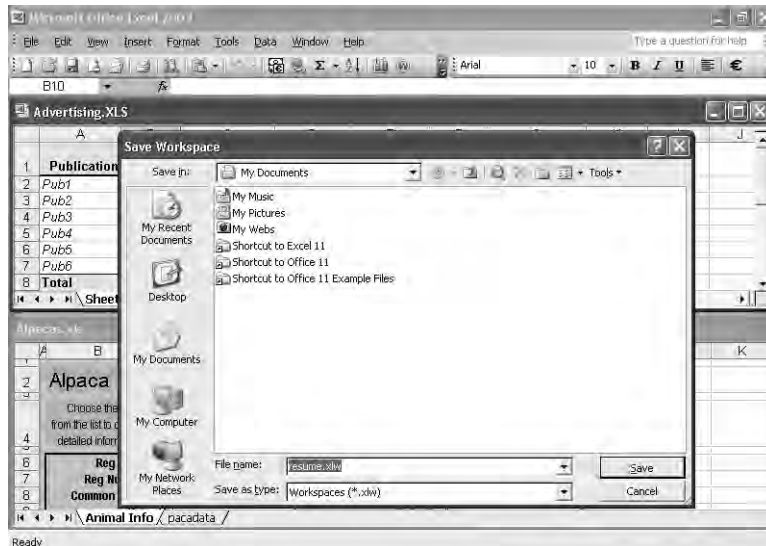 Microsoft Office Excel 2003
File Edit View Insert Format Tools Data Window Help Type a question for help
Arial 10 B I U €
B10 fx
Advertising.XLS
A J
Save Workspace
1 Publication
2 Pub1
3 Pub2
4 Pub3
5 Pub4
6 Pub5
7 Pub6
8 Total
Sheet
Save in: My Documents Tools
My Recent Documents
Desktop
My Documents
My Computer
My Network Places
My Music
My Pictures
My Webs
Shortcut to Excel 11
Shortcut to Office 11
Shortcut to Office 11 Example Files
File name: resume.xlw Save
Save as type: Workspaces (*.xlw) Cancel
Alpacas.xls
A B K
2 Alpaca
Choose the
from the list to
4 detailed inforr
6 Reg
7 Reg Nu
8 Common
Animal Info pacadata
Ready